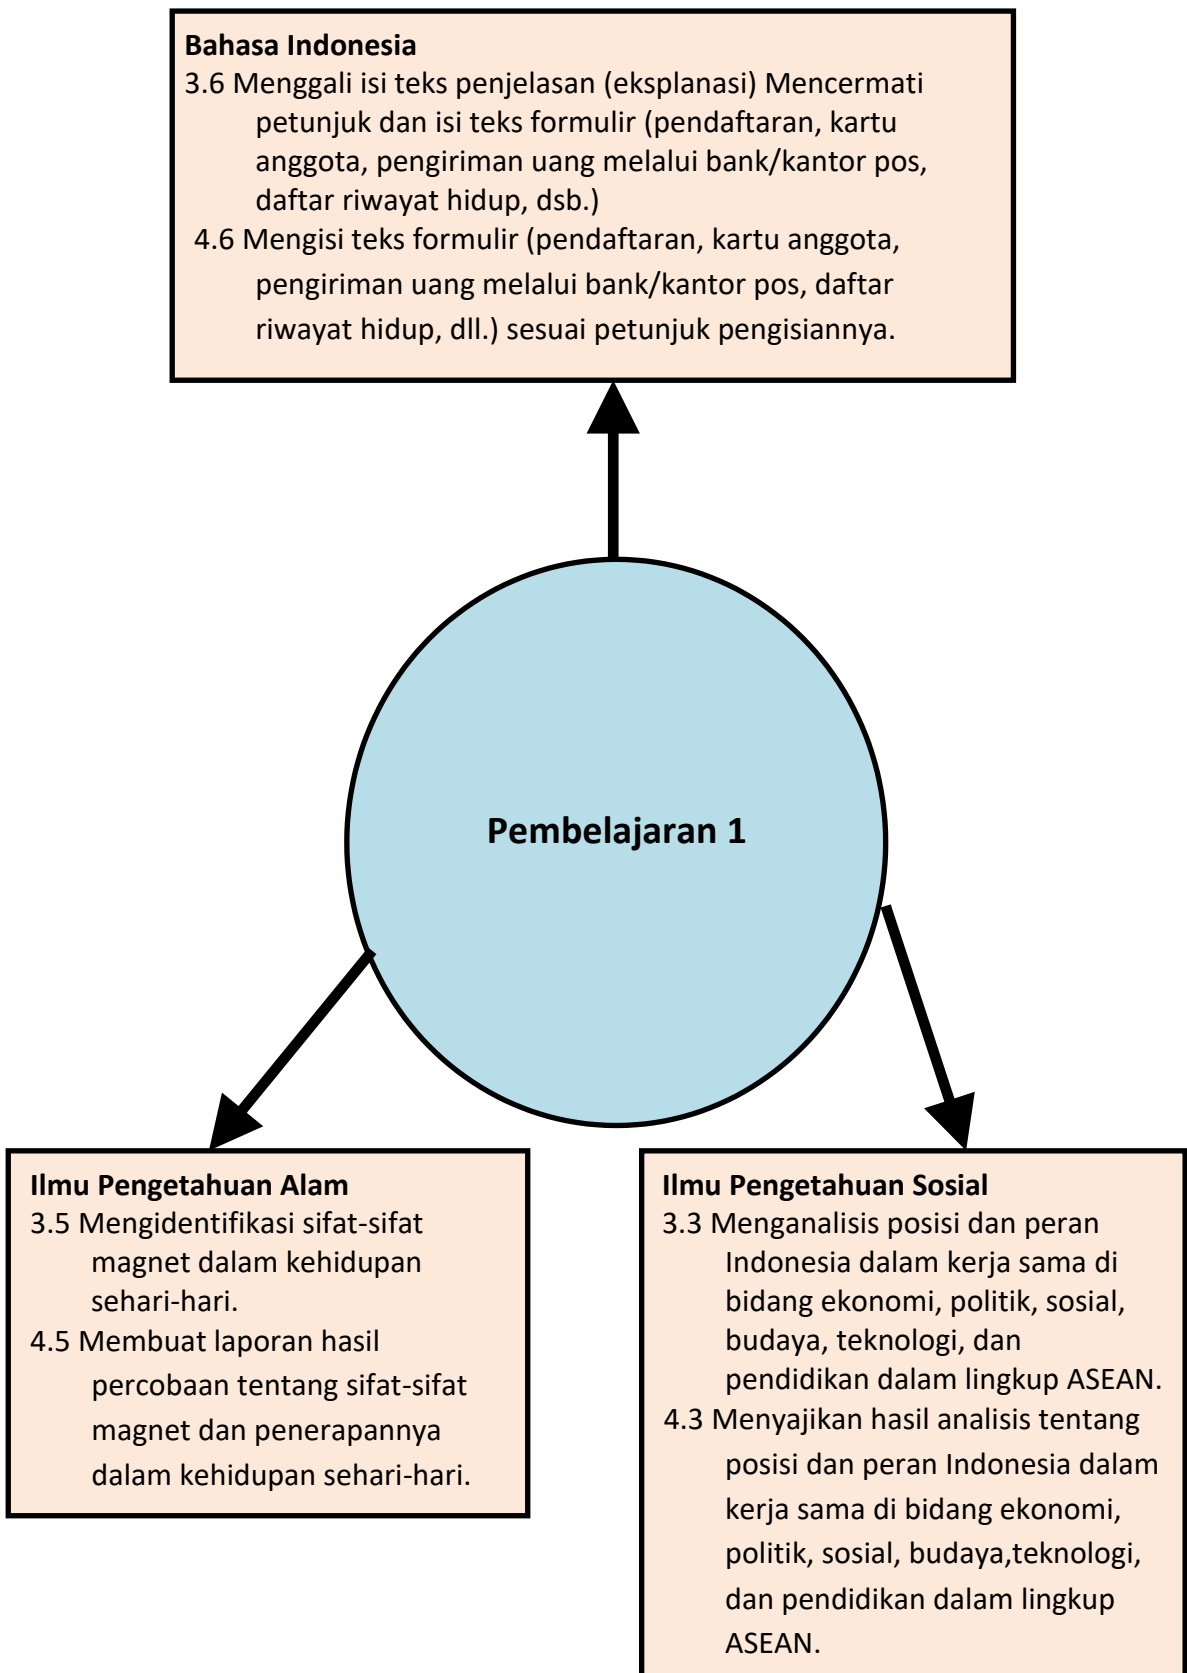 Bahasa Indonesia
3.6 Menggali isi teks penjelasan (eksplanasi) Mencermati
petunjuk dan isi teks formulir (pendaftaran, kartu
anggota, pengiriman uang melalui bank/kantor pos,
daftar riwayat hidup, dsb.)
4.6 Mengisi teks formulir (pendaftaran, kartu anggota,
pengiriman uang melalui bank/kantor pos, daftar
riwayat hidup, dll.) sesuai petunjuk pengisiannya.
Pembelajaran 1
Ilmu Pengetahuan Alam
3.5 Mengidentifikasi sifat-sifat
magnet dalam kehidupan
sehari-hari.
4.5 Membuat laporan hasil
percobaan tentang sifat-sifat
magnet dan penerapannya
dalam kehidupan sehari-hari.
Ilmu Pengetahuan Sosial
3.3 Menganalisis posisi dan peran
Indonesia dalam kerja sama di
bidang ekonomi, politik, sosial,
budaya, teknologi, dan
pendidikan dalam lingkup ASEAN.
4.3 Menyajikan hasil analisis tentang
posisi dan peran Indonesia dalam
kerja sama di bidang ekonomi,
politik, sosial, budaya,teknologi,
dan pendidikan dalam lingkup
ASEAN.